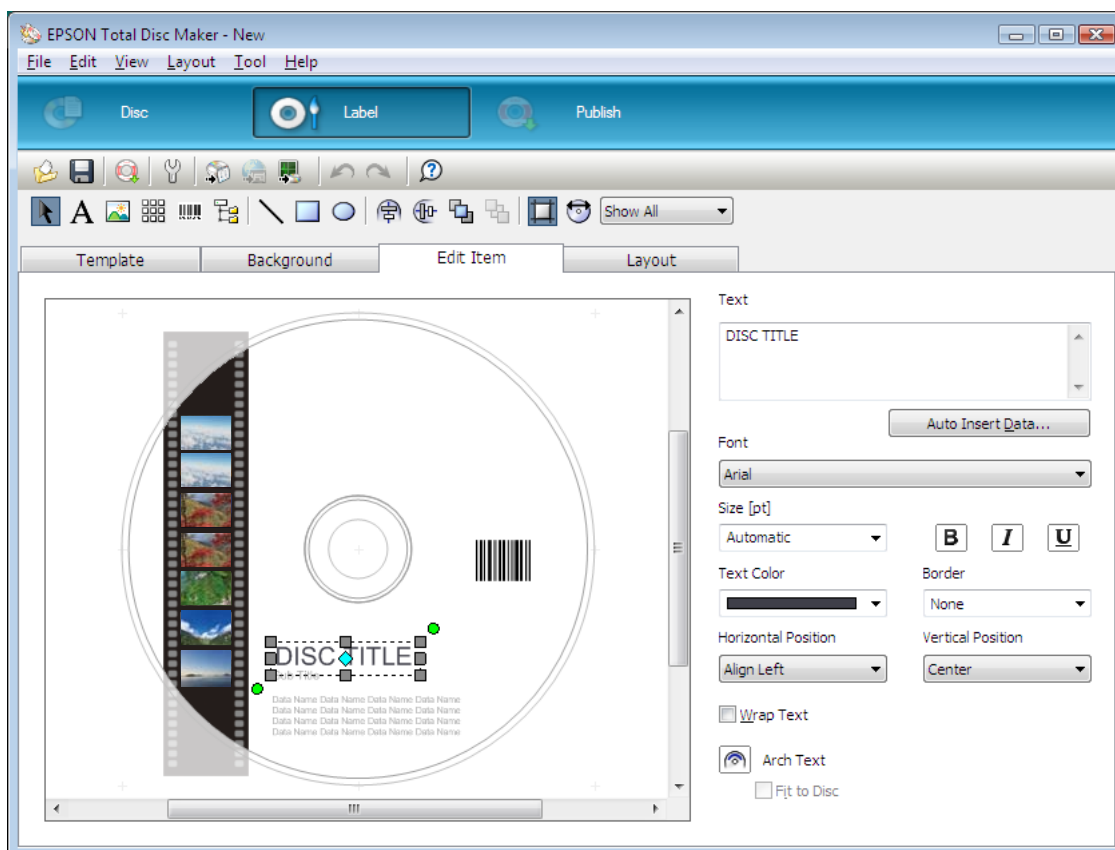 EPSON Total Disc Maker - New
File Edit View Layout Tool Help
Disc Label Publish
A Show All
Template Background Edit Item Layout
Text
DISC TITLE
Auto Insert Data...
Font
Arial
Size [pt]
Automatic B I U
Text Color Border
None
Horizontal Position Vertical Position
Align Left Center
Wrap Text
Arch Text
Fit to Disc
DISC TITLE
Sub Title
Data Name Data Name Data Name Data Name
Data Name Data Name Data Name Data Name
Data Name Data Name Data Name Data Name
Data Name Data Name Data Name Data Name